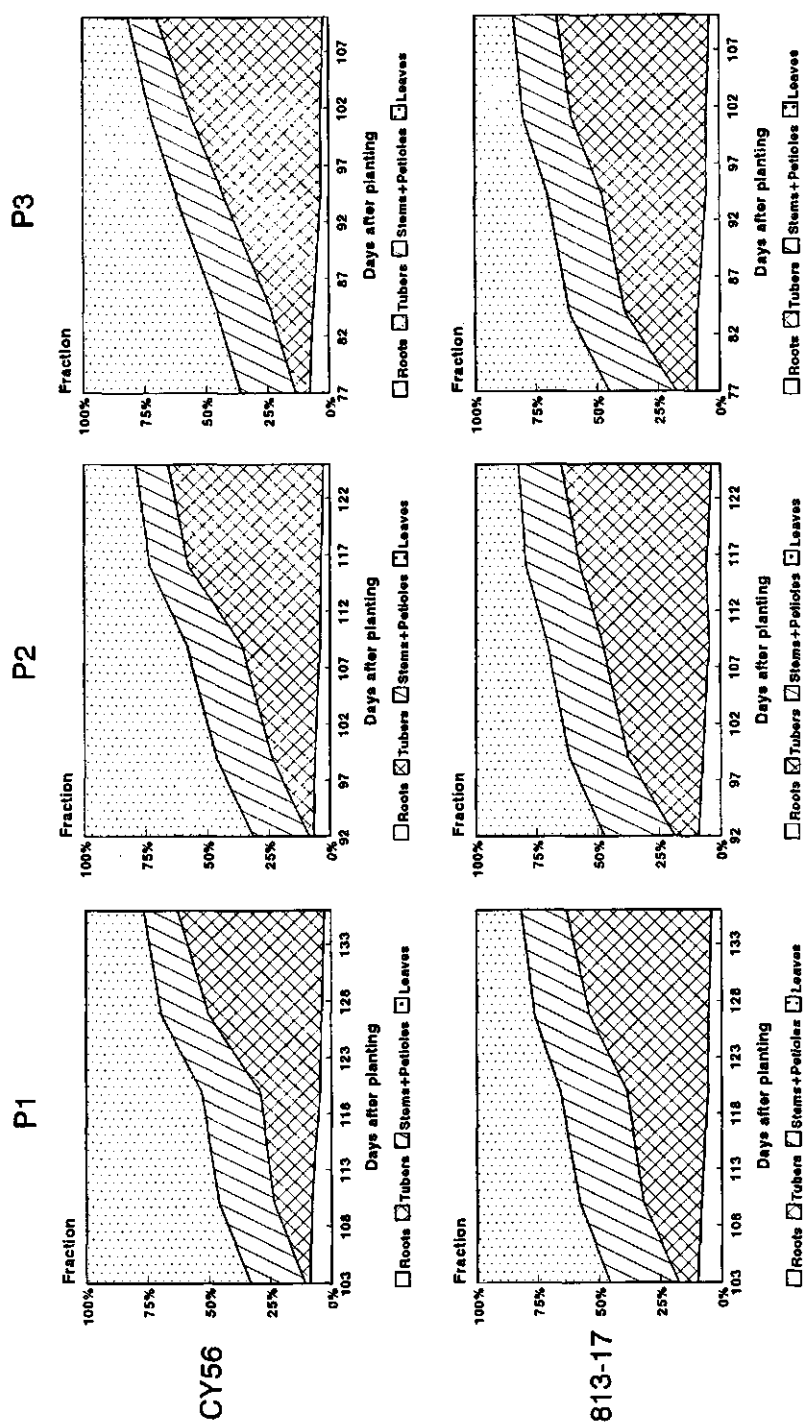 P1
P2
P3
CY56
Fraction
100%
75%
50%
25%
0%
103 108 113 118 123 128 133
Days after planting
Roots Tubers Stems+Petioles Leaves
Fraction
100%
75%
50%
25%
0%
92 97 102 107 112 117 122
Days after planting
Roots Tubers Stems+Petioles Leaves
Fraction
100%
75%
50%
25%
0%
77 82 87 92 97 102 107
Days after planting
Roots Tubers Stems+Petioles Leaves
813-17
Fraction
100%
75%
50%
25%
0%
103 108 113 118 123 128 133
Days after planting
Roots Tubers Stems+Petioles Leaves
Fraction
100%
75%
50%
25%
0%
92 97 102 107 112 117 122
Days after planting
Roots Tubers Stems+Petioles Leaves
Fraction
100%
75%
50%
25%
0%
77 82 87 92 97 102 107
Days after planting
Roots Tubers Stems+Petioles Leaves